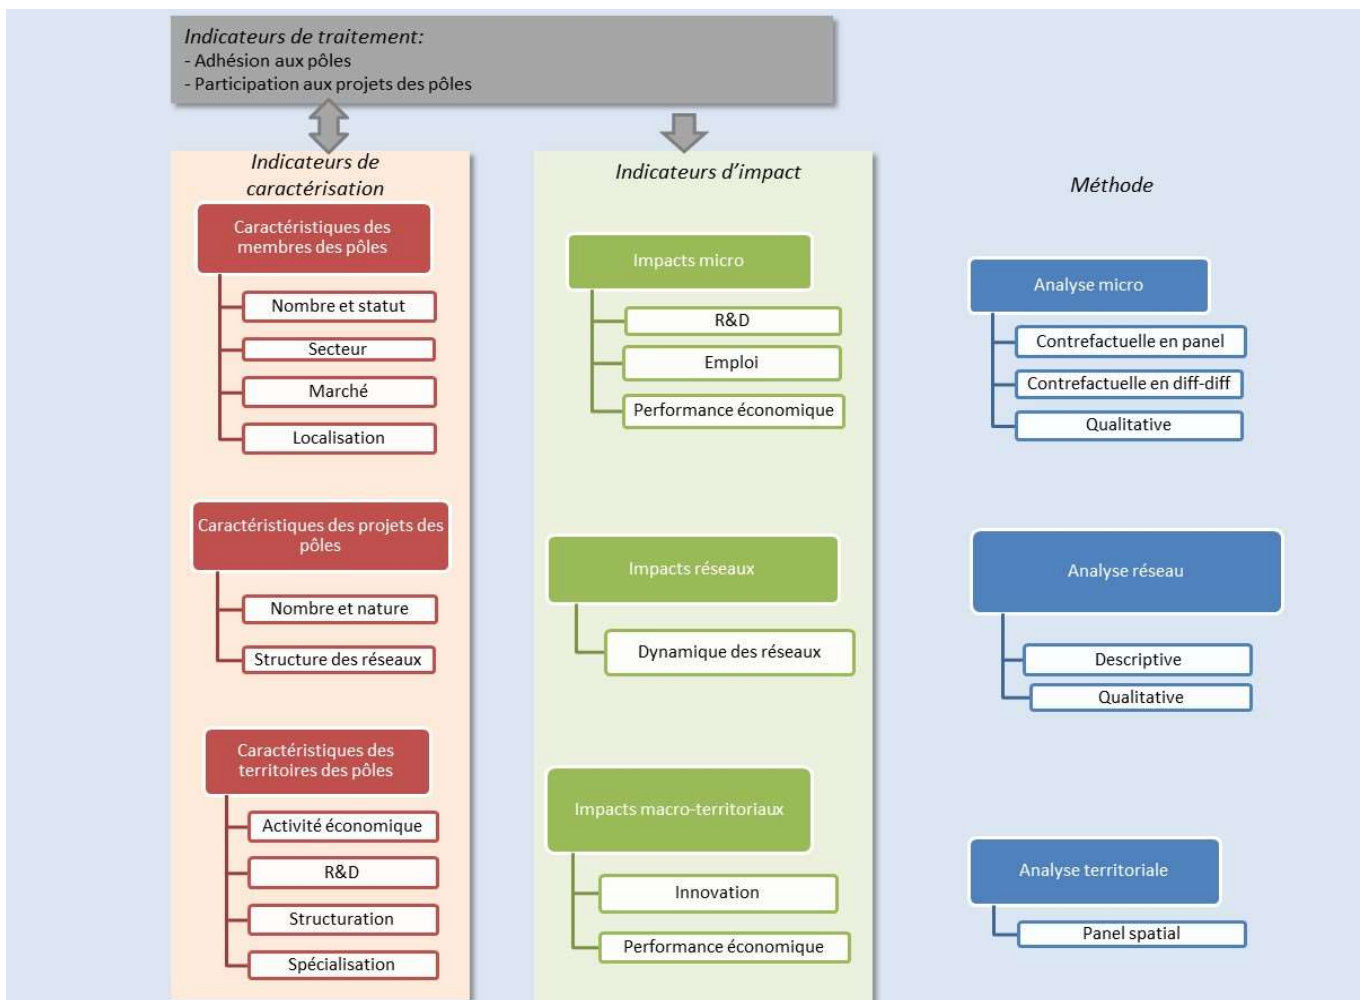 Indicateurs de traitement:
- Adhésion aux pôles
- Participation aux projets des pôles
Indicateurs de
caractérisation
Caractéristiques des
membres des pôles
Nombre et statut
Secteur
Marché
Localisation
Caractéristiques des projets des
pôles
Nombre et nature
Structure des réseaux
Caractéristiques des
territoires des pôles
Activité économique
R&D
Structuration
Spécialisation
Indicateurs d'impact
Impacts micro
R&D
Emploi
Performance économique
Impacts réseaux
Dynamique des réseaux
Impacts macro-territoriaux
Innovation
Performance économique
Méthode
Analyse micro
Contrefactuelle en panel
Contrefactuelle en diff-diff
Qualitative
Analyse réseau
Descriptive
Qualitative
Analyse territoriale
Panel spatial